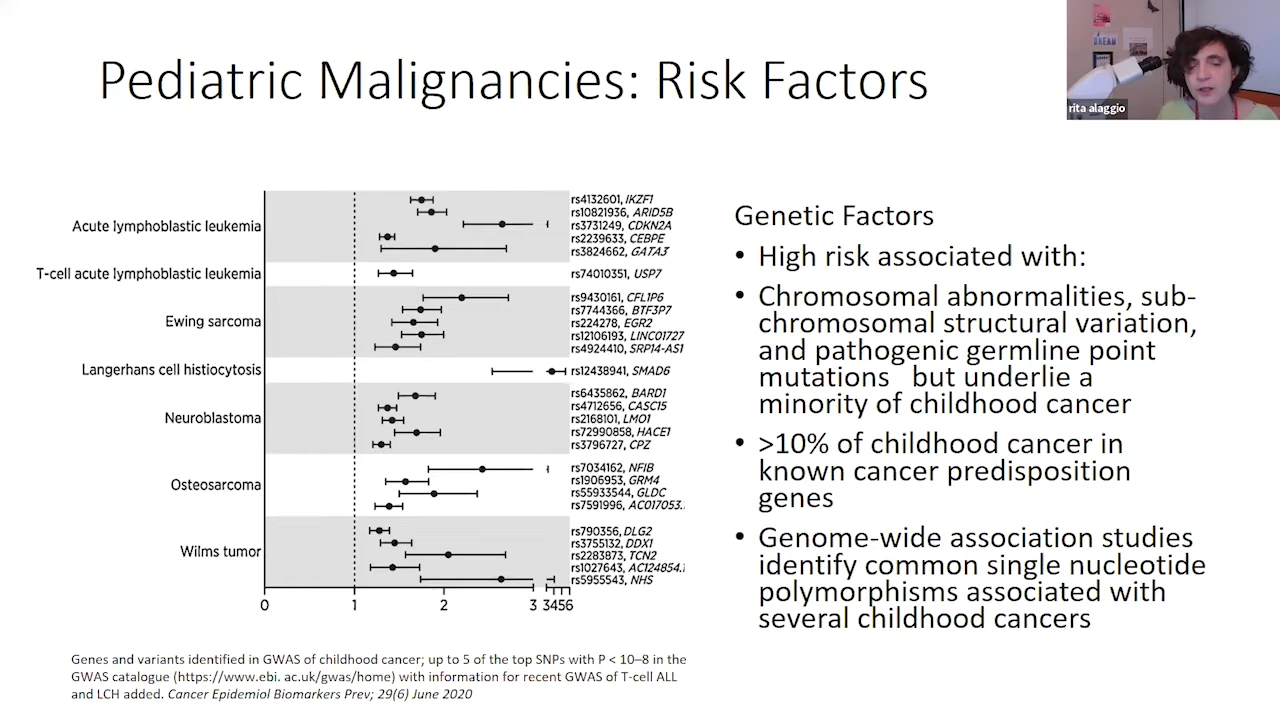 Pediatric Malignancies: Risk Factors
DREAM
rita alaggio
Acute lymphoblastic leukemia
rs4132601, IKZF1
rs10821936, ARID5B
rs3731249, CDKN2A
rs2239633, CEBPE
rs3824662, GATA3
T-cell acute lymphoblastic leukemia
rs74010351, USP7
Ewing sarcoma
rs9430161, CFL1P6
rs7744366, BTF3P7
rs224278, EGR2
rs12106193, LINC01727
rs4924410, SRP14-AS1
Langerhans cell histiocytosis
rs12438941, SMAD6
Neuroblastoma
rs6435862, BARD1
rs4712656, CASC15
rs2168101, LMO1
rs72990858, HACE1
rs3796727, CPZ
Osteosarcoma
rs7034162, NFIB
rs1906953, GRM4
rs55933544, GLDC
rs7591996, AC017053.
Wilms tumor
rs790356, DLG2
rs3755132, DDX1
rs2283873, TCN2
rs1027643, AC124854.1
rs5955543, NHS
0 1 2 3 3456
Genes and variants identified in GWAS of childhood cancer; up to 5 of the top SNPs with P < 10–8 in the
GWAS catalogue (https://www.ebi. ac.uk/gwas/home) with information for recent GWAS of T-cell ALL
and LCH added. Cancer Epidemiol Biomarkers Prev; 29(6) June 2020
Genetic Factors
• High risk associated with:
• Chromosomal abnormalities, sub-
chromosomal structural variation,
and pathogenic germline point
mutations but underlie a
minority of childhood cancer
• >10% of childhood cancer in
known cancer predisposition
genes
• Genome-wide association studies
identify common single nucleotide
polymorphisms associated with
several childhood cancers